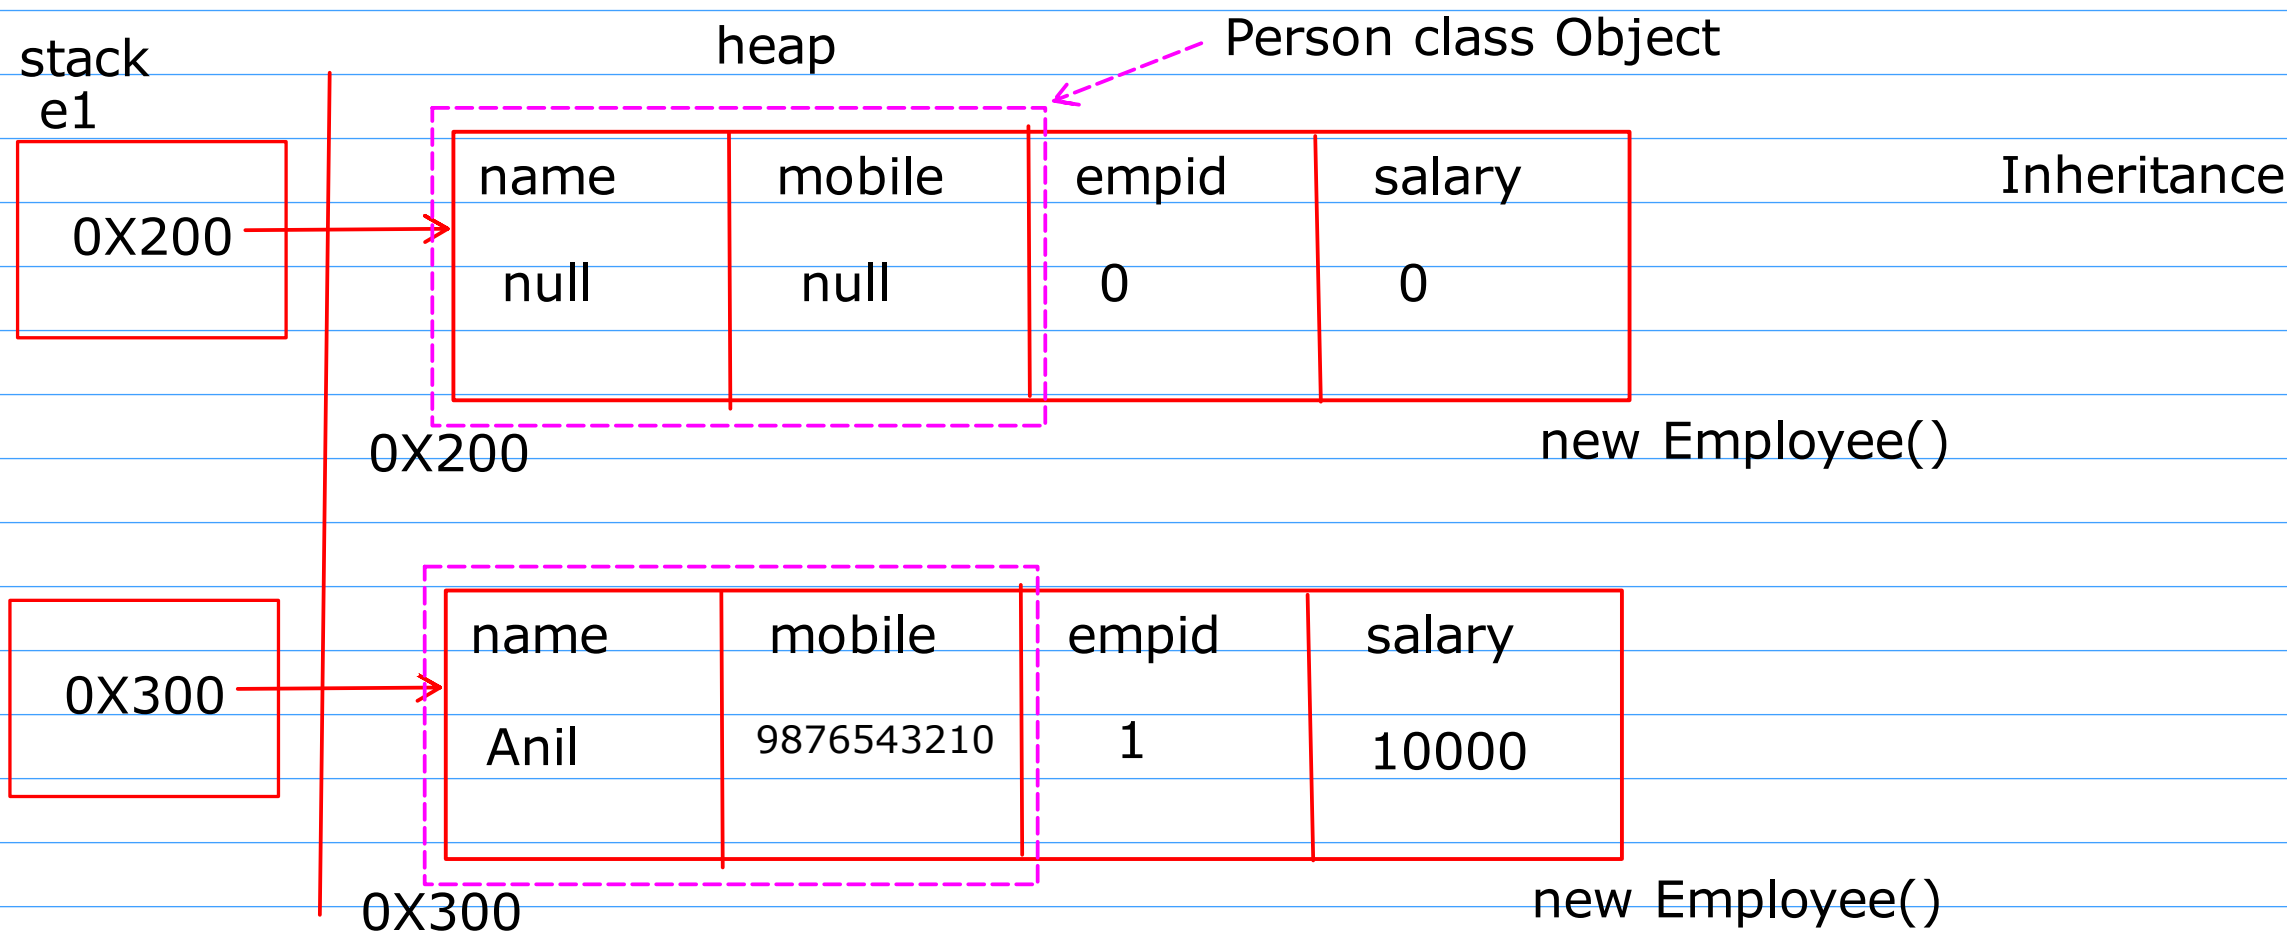 heap
Person class Object
stack
e1
name mobile empid salary
Inheritance
0X200
null null 0 0
0X200
new Employee()
name mobile empid salary
0X300
Anil 9876543210 1 10000
0X300
new Employee()